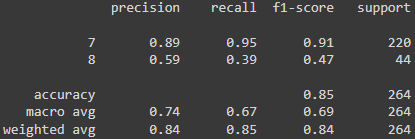 precision recall f1-score support
7 0.89 0.95 0.91 220
8 0.59 0.39 0.47 44
accuracy 0.85 264
macro avg 0.74 0.67 0.69 264
weighted avg 0.84 0.85 0.84 264